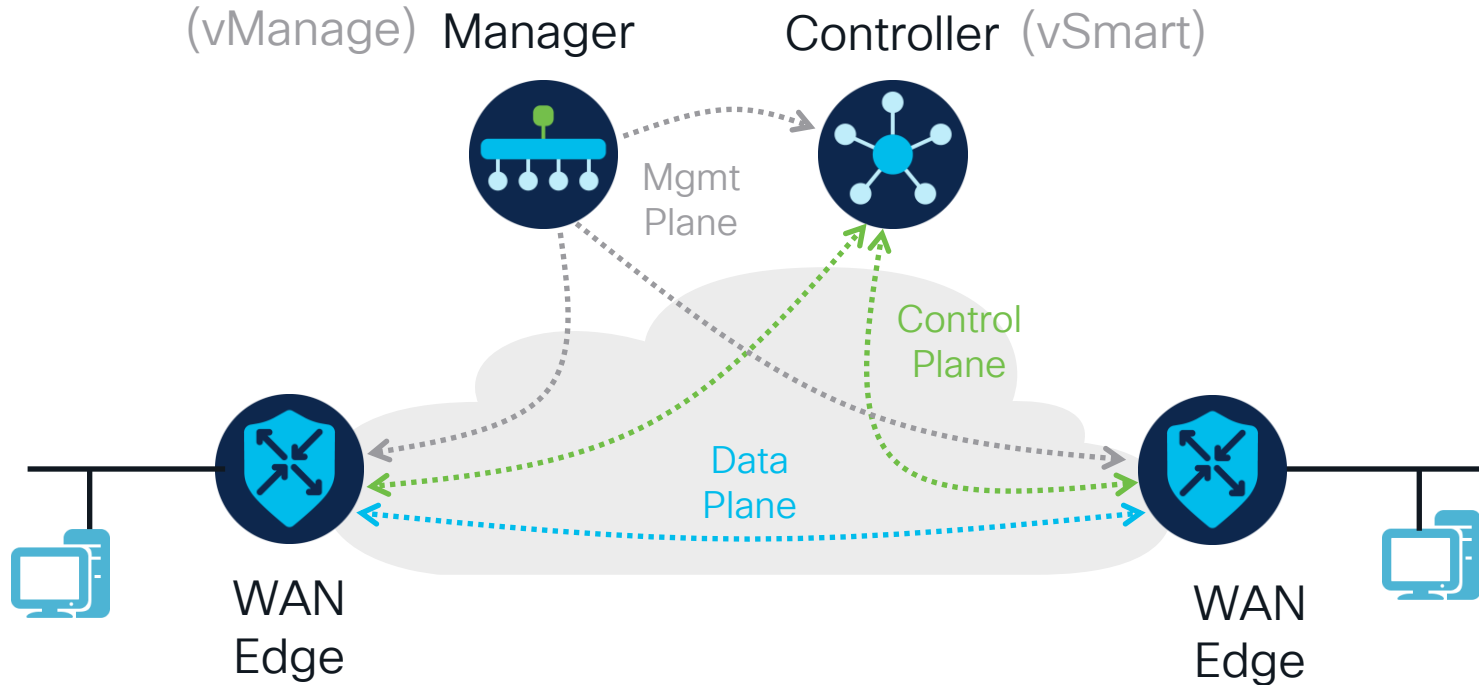 (vManage) Manager
Controller (vSmart)
Mgmt
Plane
Control
Plane
Data
Plane
WAN
Edge
WAN
Edge